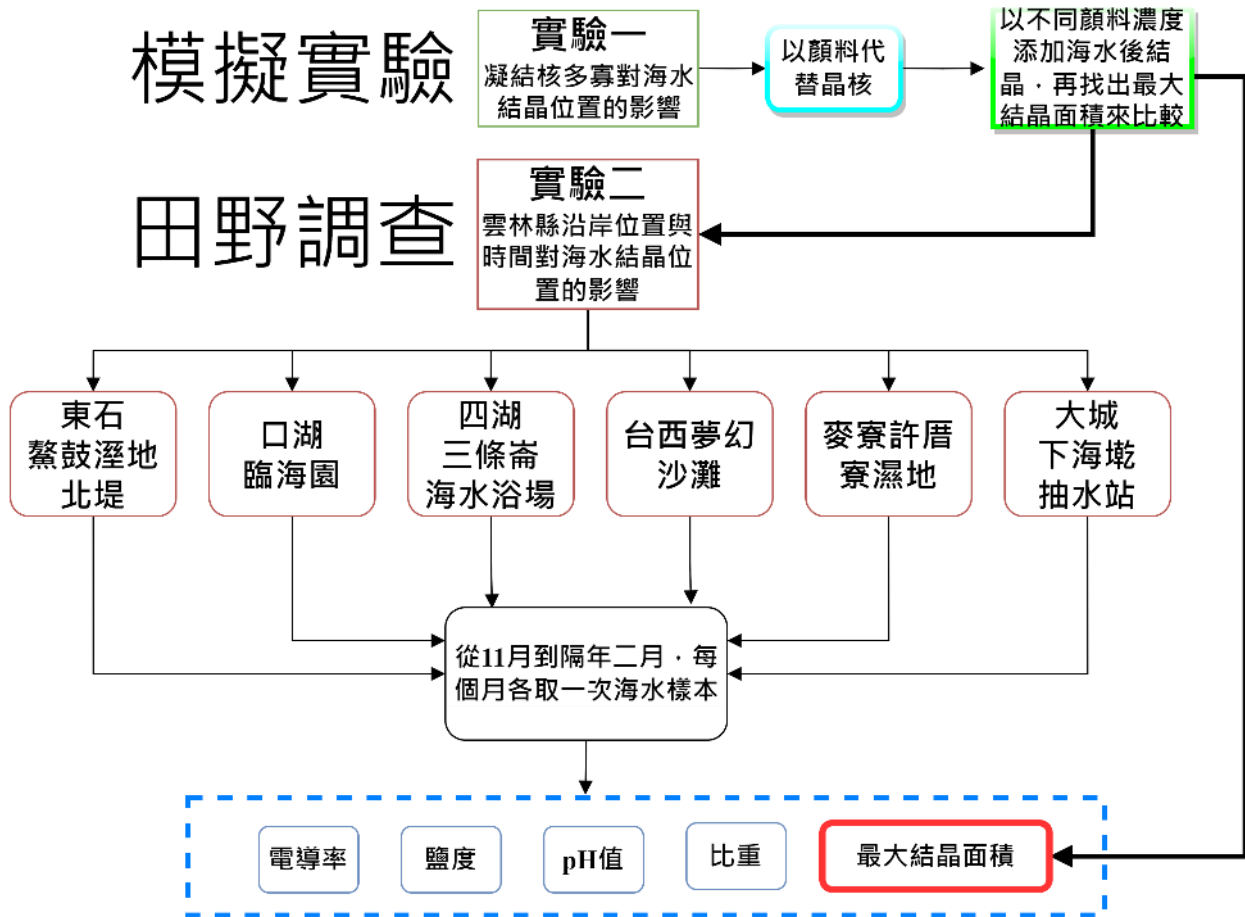 模擬實驗
實驗一
凝結核多寡對海水
結晶位置的影響
以顏料代
替晶核
以不同顏料濃度
添加海水後結
晶，再找出最大
結晶面積來比較
田野調查
實驗二
雲林縣沿岸位置與
時間對海水結晶位
置的影響
東石
鰲鼓溼地
北堤
口湖
臨海園
四湖
三條崙
海水浴場
台西夢幻
沙灘
麥寮許厝
寮濕地
大城
下海墘
抽水站
從11月到隔年二月，每
個月各取一次海水樣本
電導率
鹽度
pH值
比重
最大結晶面積